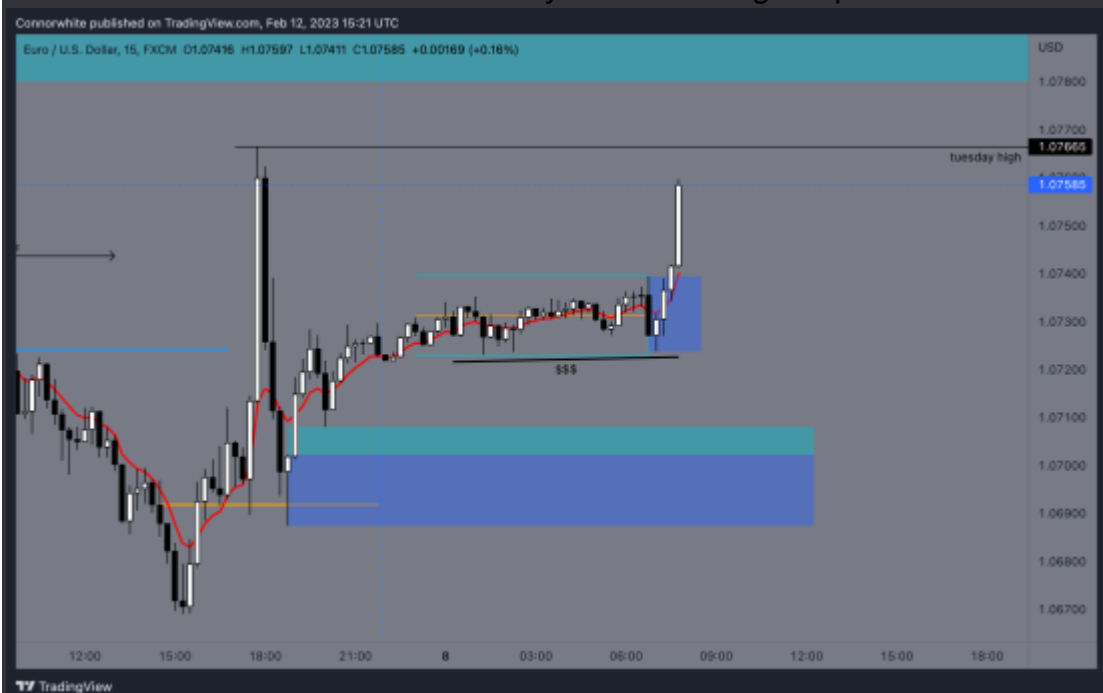 Connorwhite published on TradingView.com, Feb 12, 2023 15:21 UTC
Euro / U.S. Dollar, 15, FXCM O1.07416 H1.07597 L1.07411 C1.07585 +0.00169 (+0.16%)
USD
1.07800
1.07700
1.07665
tuesday high
1.07585
1.07500
1.07400
1.07300
1.07200
$$$
1.07100
1.07000
1.06900
1.06800
1.06700
12:00 15:00 18:00 21:00 8 03:00 06:00 09:00 12:00 15:00 18:00
TradingView